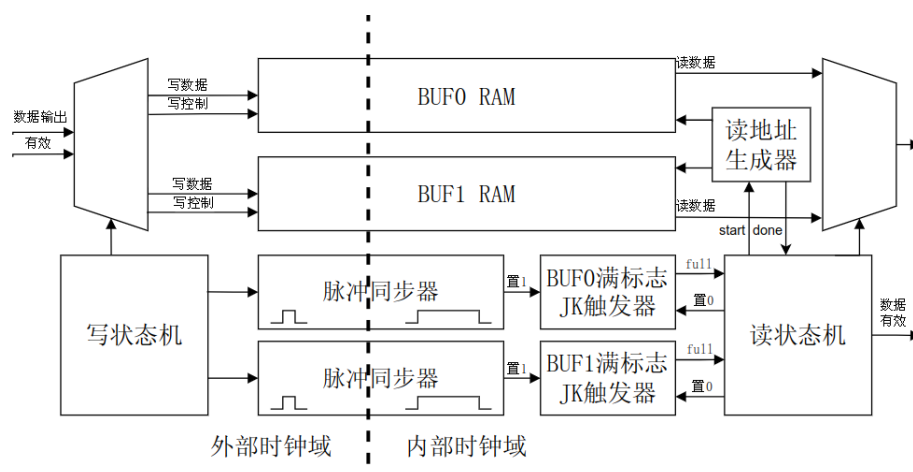 写数据
写控制
BUF0 RAM
读数据
数据输出
有效
读地址
生成器
写数据
写控制
BUF1 RAM
读数据
start
done
写状态机
脉冲同步器
置1
BUF0满标志
JK触发器
full
置0
读状态机
数据
有效
脉冲同步器
置1
BUF1满标志
JK触发器
full
置0
外部时钟域
内部时钟域